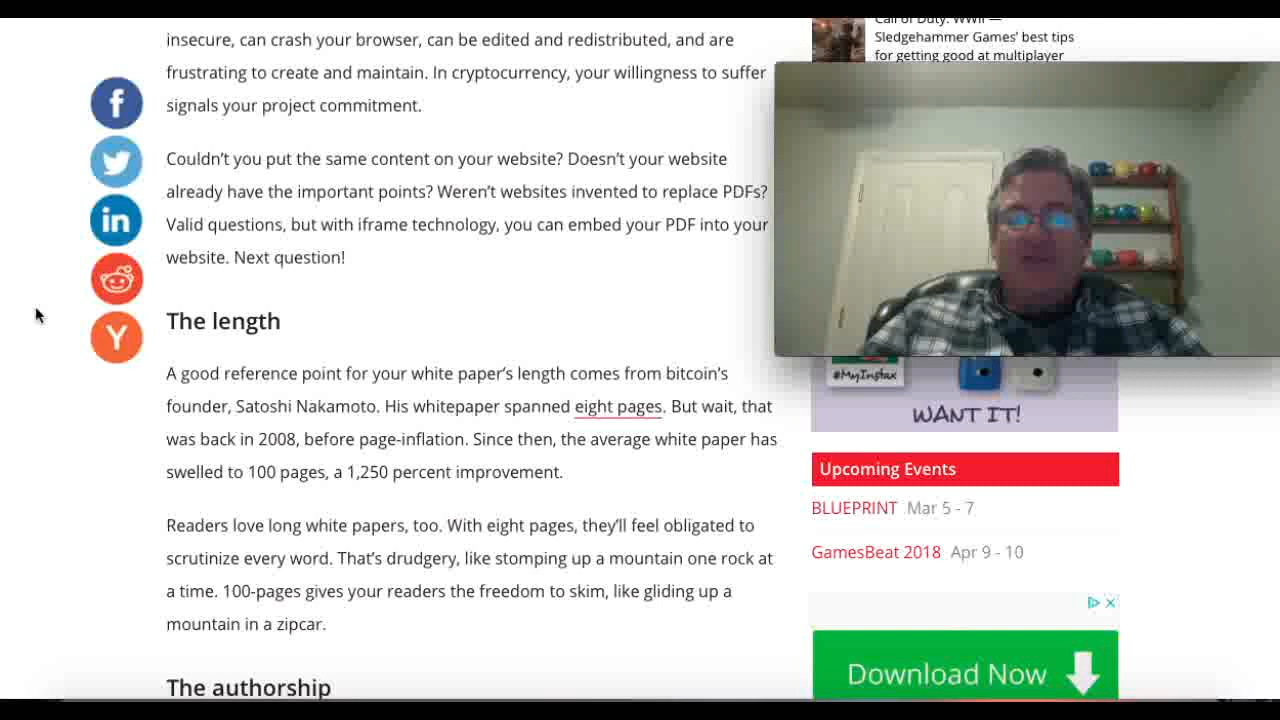 insecure, can crash your browser, can be edited and redistributed, and are
frustrating to create and maintain. In cryptocurrency, your willingness to suffer
signals your project commitment.
Couldn’t you put the same content on your website? Doesn’t your website
already have the important points? Weren’t websites invented to replace PDFs?
Valid questions, but with iframe technology, you can embed your PDF into your
website. Next question!
The length
A good reference point for your white paper’s length comes from bitcoin’s
founder, Satoshi Nakamoto. His whitepaper spanned eight pages. But wait, that
was back in 2008, before page-inflation. Since then, the average white paper has
swelled to 100 pages, a 1,250 percent improvement.
Readers love long white papers, too. With eight pages, they’ll feel obligated to
scrutinize every word. That’s drudgery, like stomping up a mountain one rock at
a time. 100-pages gives your readers the freedom to skim, like gliding up a
mountain in a zipcar.
The authorship
f
in
Y
Call of Duty: WWII —
Sledgehammer Games’ best tips
for getting good at multiplayer
#MyInstax
WANT IT!
Upcoming Events
BLUEPRINT Mar 5 - 7
GamesBeat 2018 Apr 9 - 10
Download Now